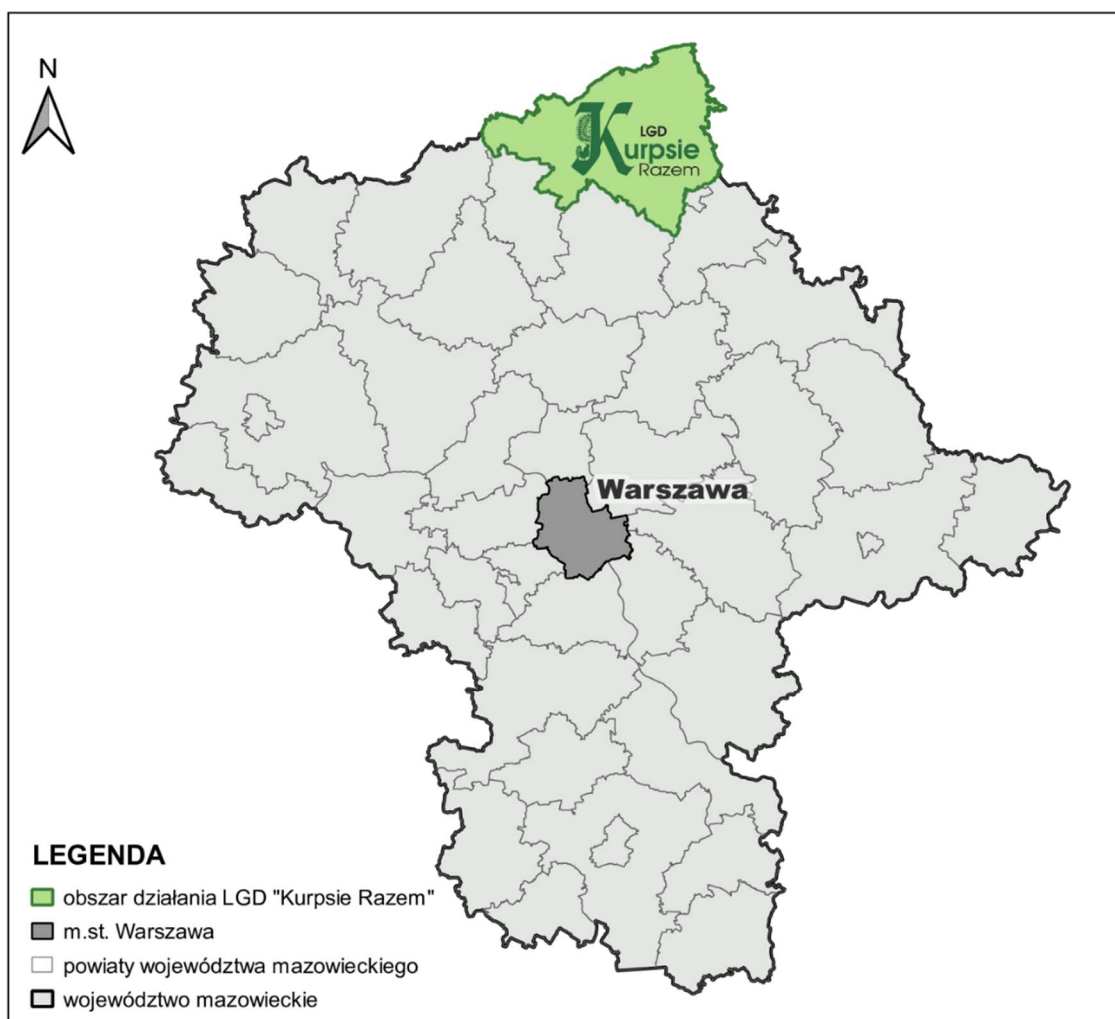 N
LGD
Kurpsie
Razem
Warszawa
LEGENDA
obszar działania LGD "Kurpsie Razem"
m.st. Warszawa
powiaty województwa mazowieckiego
województwo mazowieckie